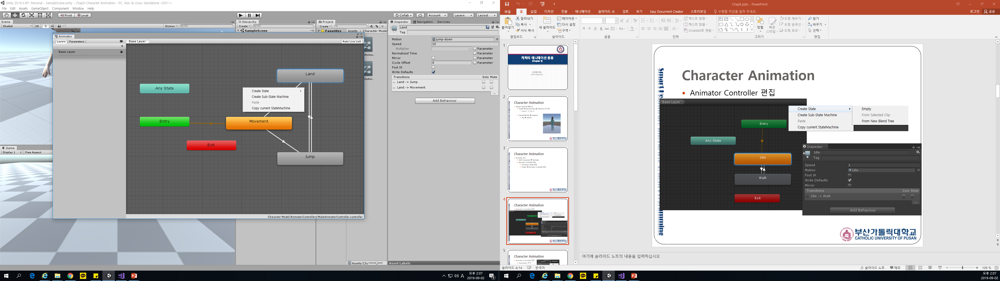 Unity 2018.3.8f1 Personal - SampleScene.unity - Chap5-Character Animation - PC, Mac & Linux Standalone <DX11>
File Edit Assets GameObject Component Window Help
Pivot Local
Collab Account Layers Layout
Scene
Shaded 2D Gizmos All
Hierarchy
Create All
SampleScene
Project
Create
Favorites
Assets Character Model
Animator
Layers Parameters
Base Layer
Auto Live Link
Base Layer
Any State
Entry
Exit
Land
Movement
Jump
Create State
Create Sub-State Machine
Paste
Copy current StateMachine
Character Model/AnimatorControllers/MaleAnimatorController.controller
Game
Display 1 Free Aspect
Assets/Cha
Inspector Navigation Services
Land
Tag
Motion jump-down
Speed 10
Multiplier Parameter
Normalized Time Parameter
Mirror Parameter
Cycle Offset 0 Parameter
Foot IK
Write Defaults
Transitions Solo Mute
Land -> Jump
Land -> Movement
Add Behaviour
Asset Labels
오후 2:07
2019-09-02
Chap9.pptx - PowerPoint
로그인 공유
파일 홈 삽입 디자인 전환 애니메이션 슬라이드 쇼 검토 보기 Easy Document Creator 스토리보딩 수행할 작업을 알려 주세요.
붙여넣기
잘라내기
복사
서식 복사
클립보드
새 슬라이드
레이아웃
다시 설정
구역
슬라이드
글꼴
텍스트 방향
텍스트 맞춤
SmartArt로 변환
단락
정렬
빠른 스타일
도형 채우기
도형 윤곽선
도형 효과
그리기
찾기
바꾸기
선택
편집
1
캐릭터 애니메이션 응용
(Chapter 9)
2
Character Animation
3
Character Animation
4
Character Animation
5
Character Animation
Character Animation
• Animator Controller 편집
Base Layer
Entry
Any State
Idle
Walk
Exit
Create State
Create Sub-State Machine
Paste
Copy current StateMachine
Empty
From Selected Clip
From New Blend Tree
Inspector
Idle
Tag
Speed 1
Motion Idle
Foot IK
Write Defaults
Mirror
Transitions Solo Mute
Idle -> Walk
Add Behaviour
부산가톨릭대학교
CATHOLIC UNIVERSITY OF PUSAN
여기에 슬라이드 노트의 내용을 입력하십시오
슬라이드 4/14 한국어
슬라이드 노트 메모
109 %
오후 2:07
2019-09-02